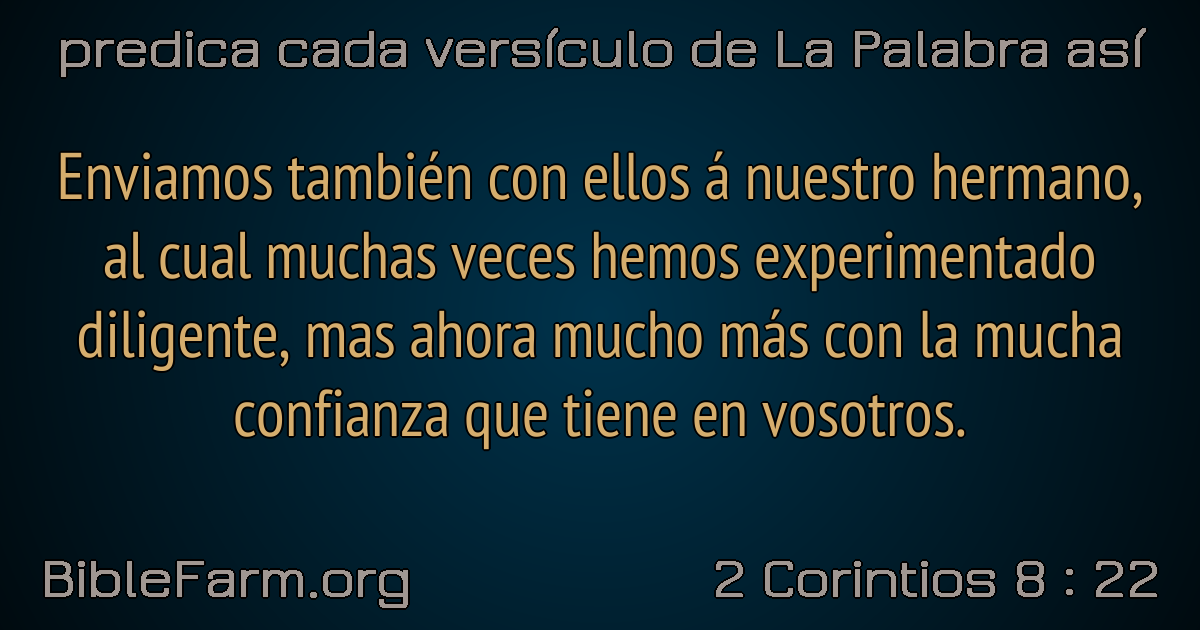 predica cada versículo de La Palabra así
Enviamos también con ellos á nuestro hermano,
al cual muchas veces hemos experimentado
diligente, mas ahora mucho más con la mucha
confianza que tiene en vosotros.
BibleFarm.org
2 Corintios 8 : 22